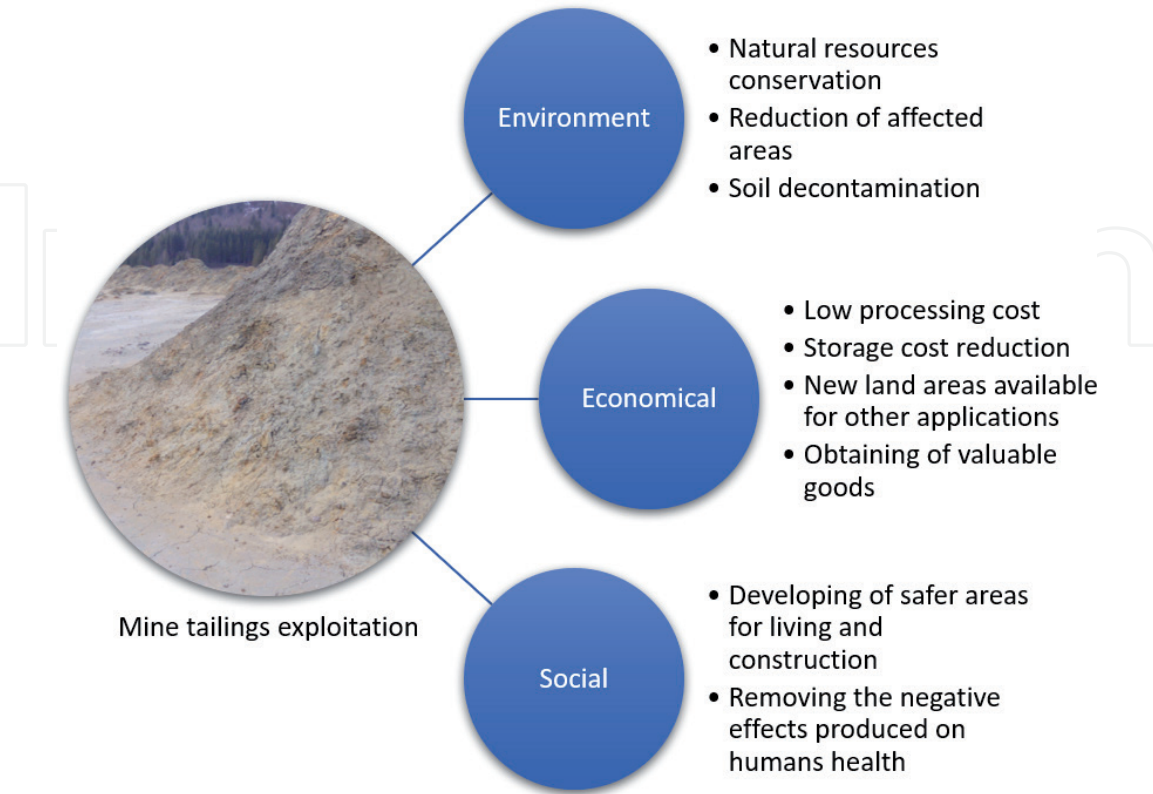 Environment
• Natural resources
conservation
• Reduction of affected
areas
• Soil decontamination
Economical
• Low processing cost
• Storage cost reduction
• New land areas available
for other applications
• Obtaining of valuable
goods
Mine tailings exploitation
Social
• Developing of safer areas
for living and
construction
• Removing the negative
effects produced on
humans health